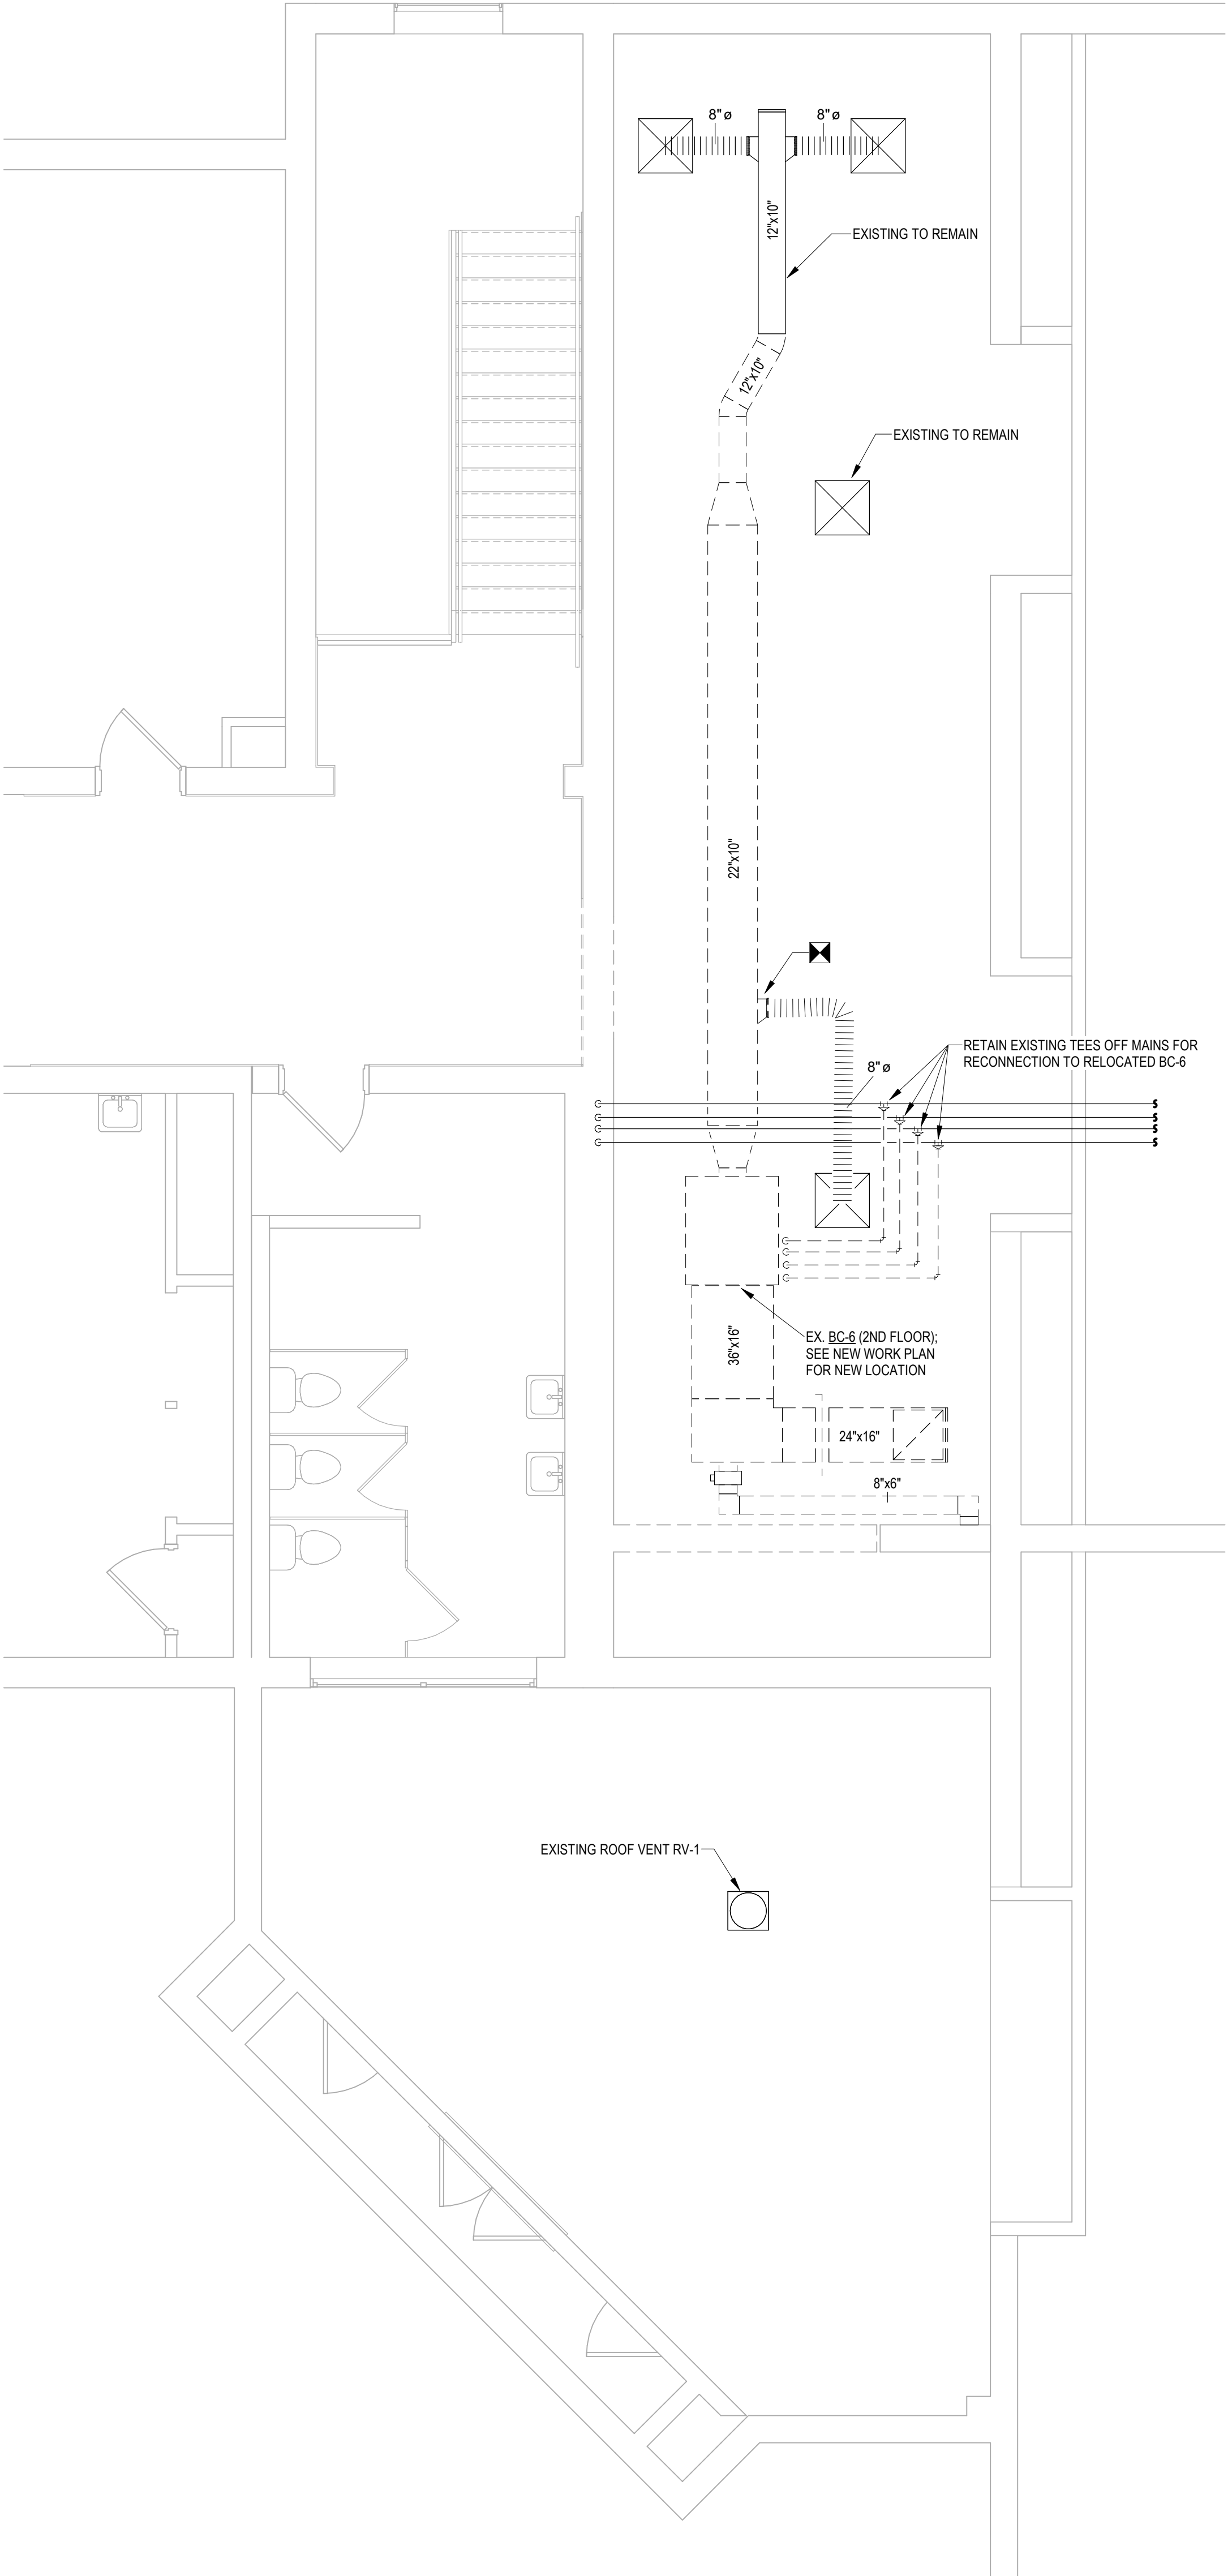 8"ø
8"ø
12"x10"
EXISTING TO REMAIN
12"x10"
EXISTING TO REMAIN
22"x10"
RETAIN EXISTING TEES OFF MAINS FOR
RECONNECTION TO RELOCATED BC-6
8"ø
EX. BC-6 (2ND FLOOR);
SEE NEW WORK PLAN
FOR NEW LOCATION
36"x16"
24"x16"
8"x6"
EXISTING ROOF VENT RV-1